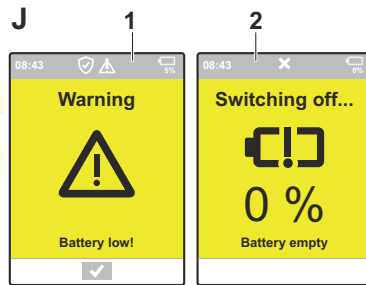 J
1
2
08:43
5%
08:43
0%
Warning
Switching off...
0 %
Battery low!
Battery empty